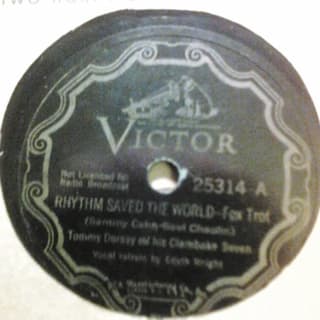 VICTOR
Not Licensed for
Radio Broadcast
25314 A
RHYTHM SAVED THE WORLD-Fox Trot
(Sammy Cahn-Saul Chaplin)
Tommy Dorsey and his Clambake Seven
Vocal refrain by Edith Wright